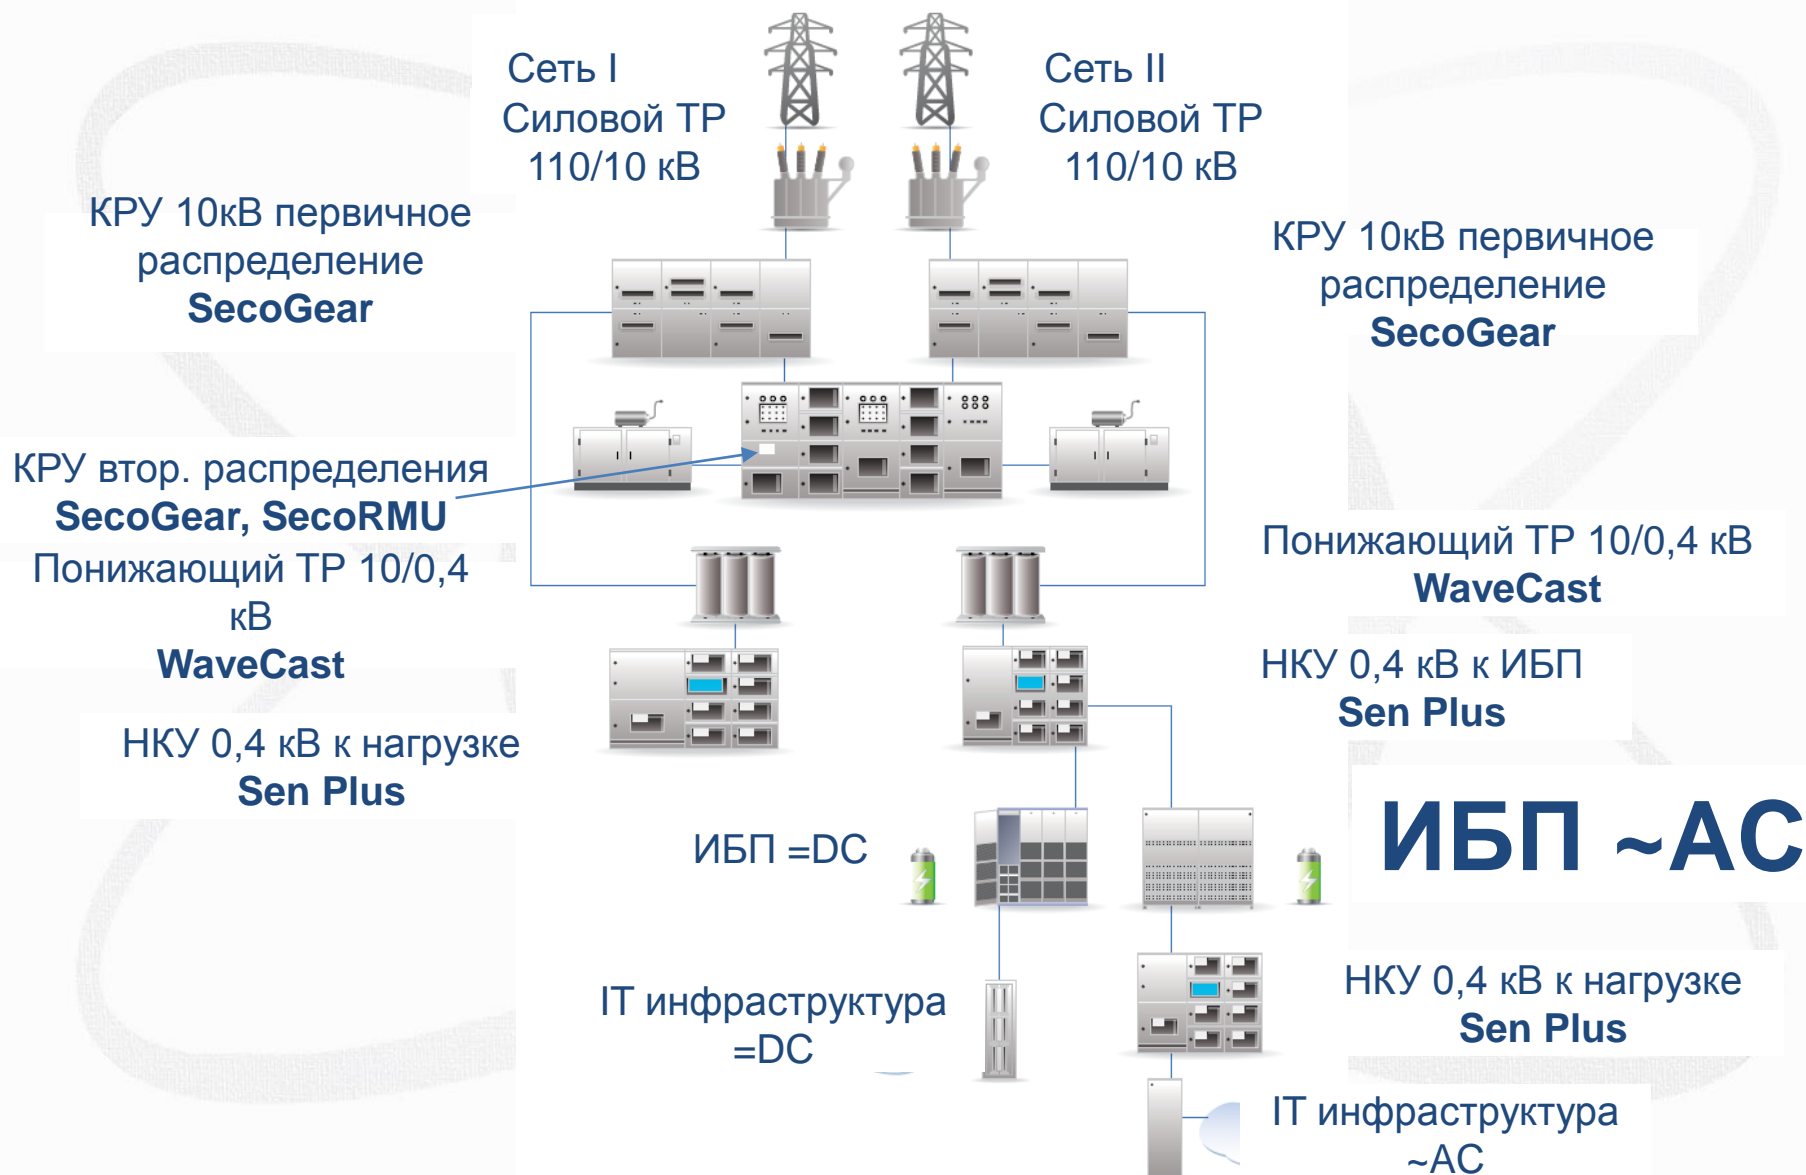 Сеть I
Силовой ТР
110/10 кВ
Сеть II
Силовой ТР
110/10 кВ
КРУ 10кВ первичное
распределение
SecoGear
КРУ 10кВ первичное
распределение
SecoGear
КРУ втор. распределения
SecoGear, SecoRMU
Понижающий ТР 10/0,4
кВ
WaveCast
Понижающий ТР 10/0,4 кВ
WaveCast
НКУ 0,4 кВ к ИБП
Sen Plus
НКУ 0,4 кВ к нагрузке
Sen Plus
ИБП =DC
ИБП ~AC
IT инфраструктура
=DC
НКУ 0,4 кВ к нагрузке
Sen Plus
IT инфраструктура
~AC